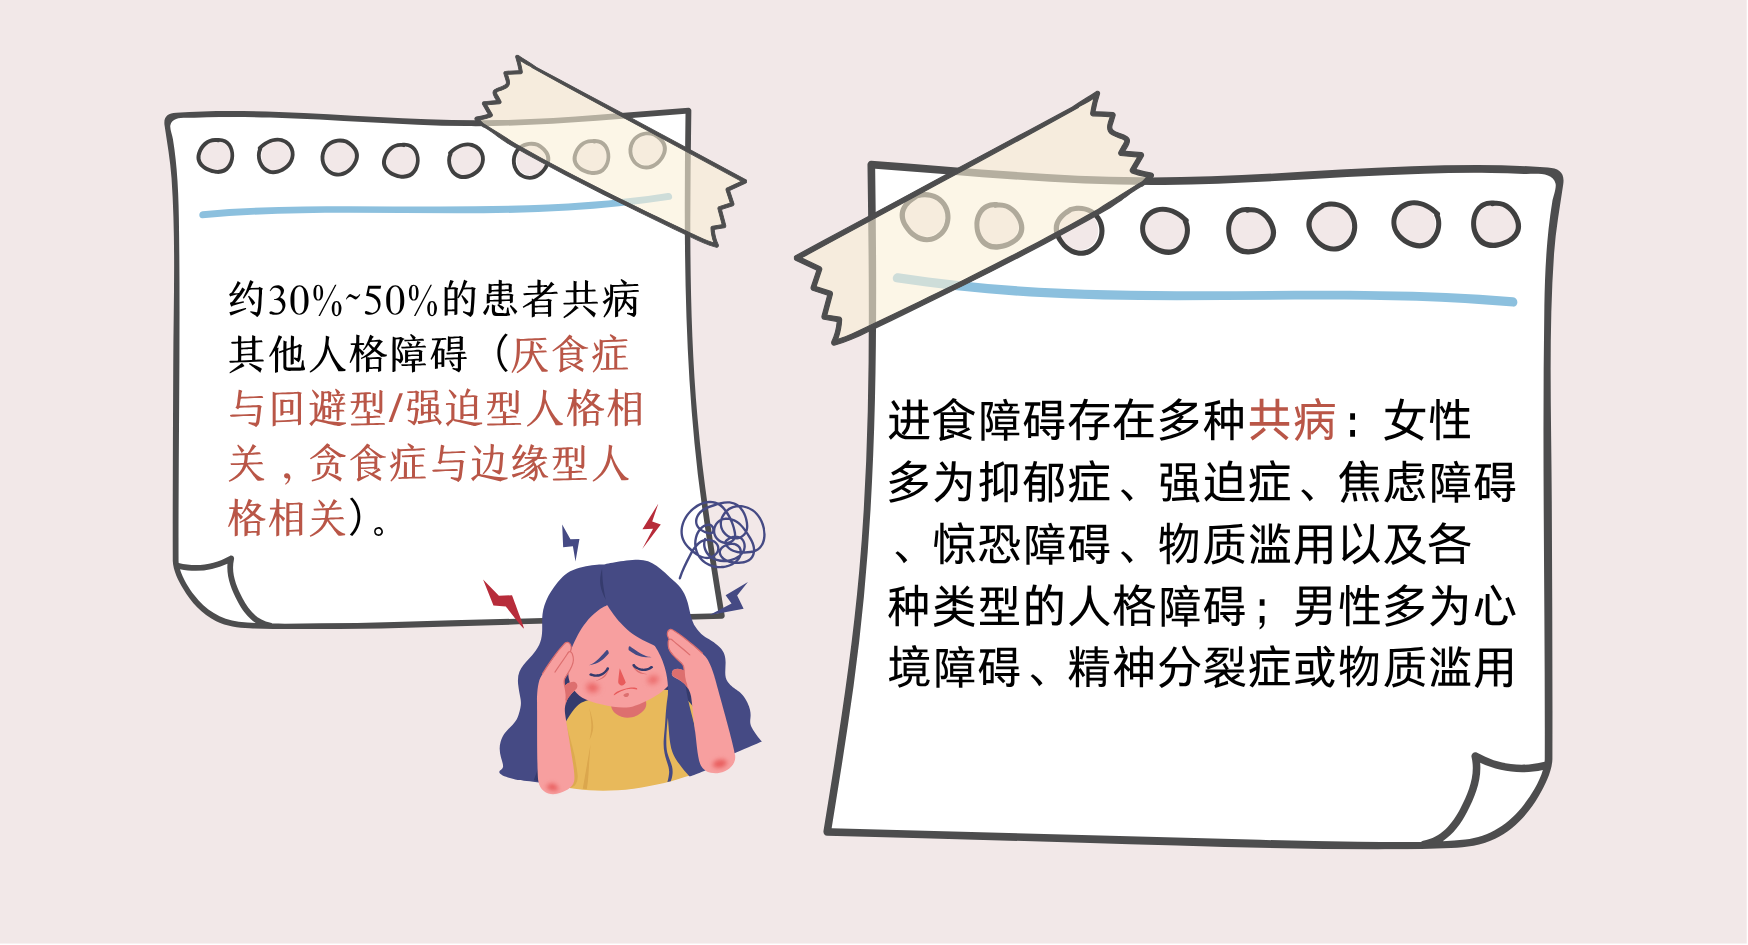 约30%~50%的患者共病
其他人格障碍（厌食症
与回避型/强迫型人格相
关，贪食症与边缘型人
格相关）。
进食障碍存在多种共病：女性
多为抑郁症、强迫症、焦虑障碍
、惊恐障碍、物质滥用以及各
种类型的人格障碍；男性多为心
境障碍、精神分裂症或物质滥用